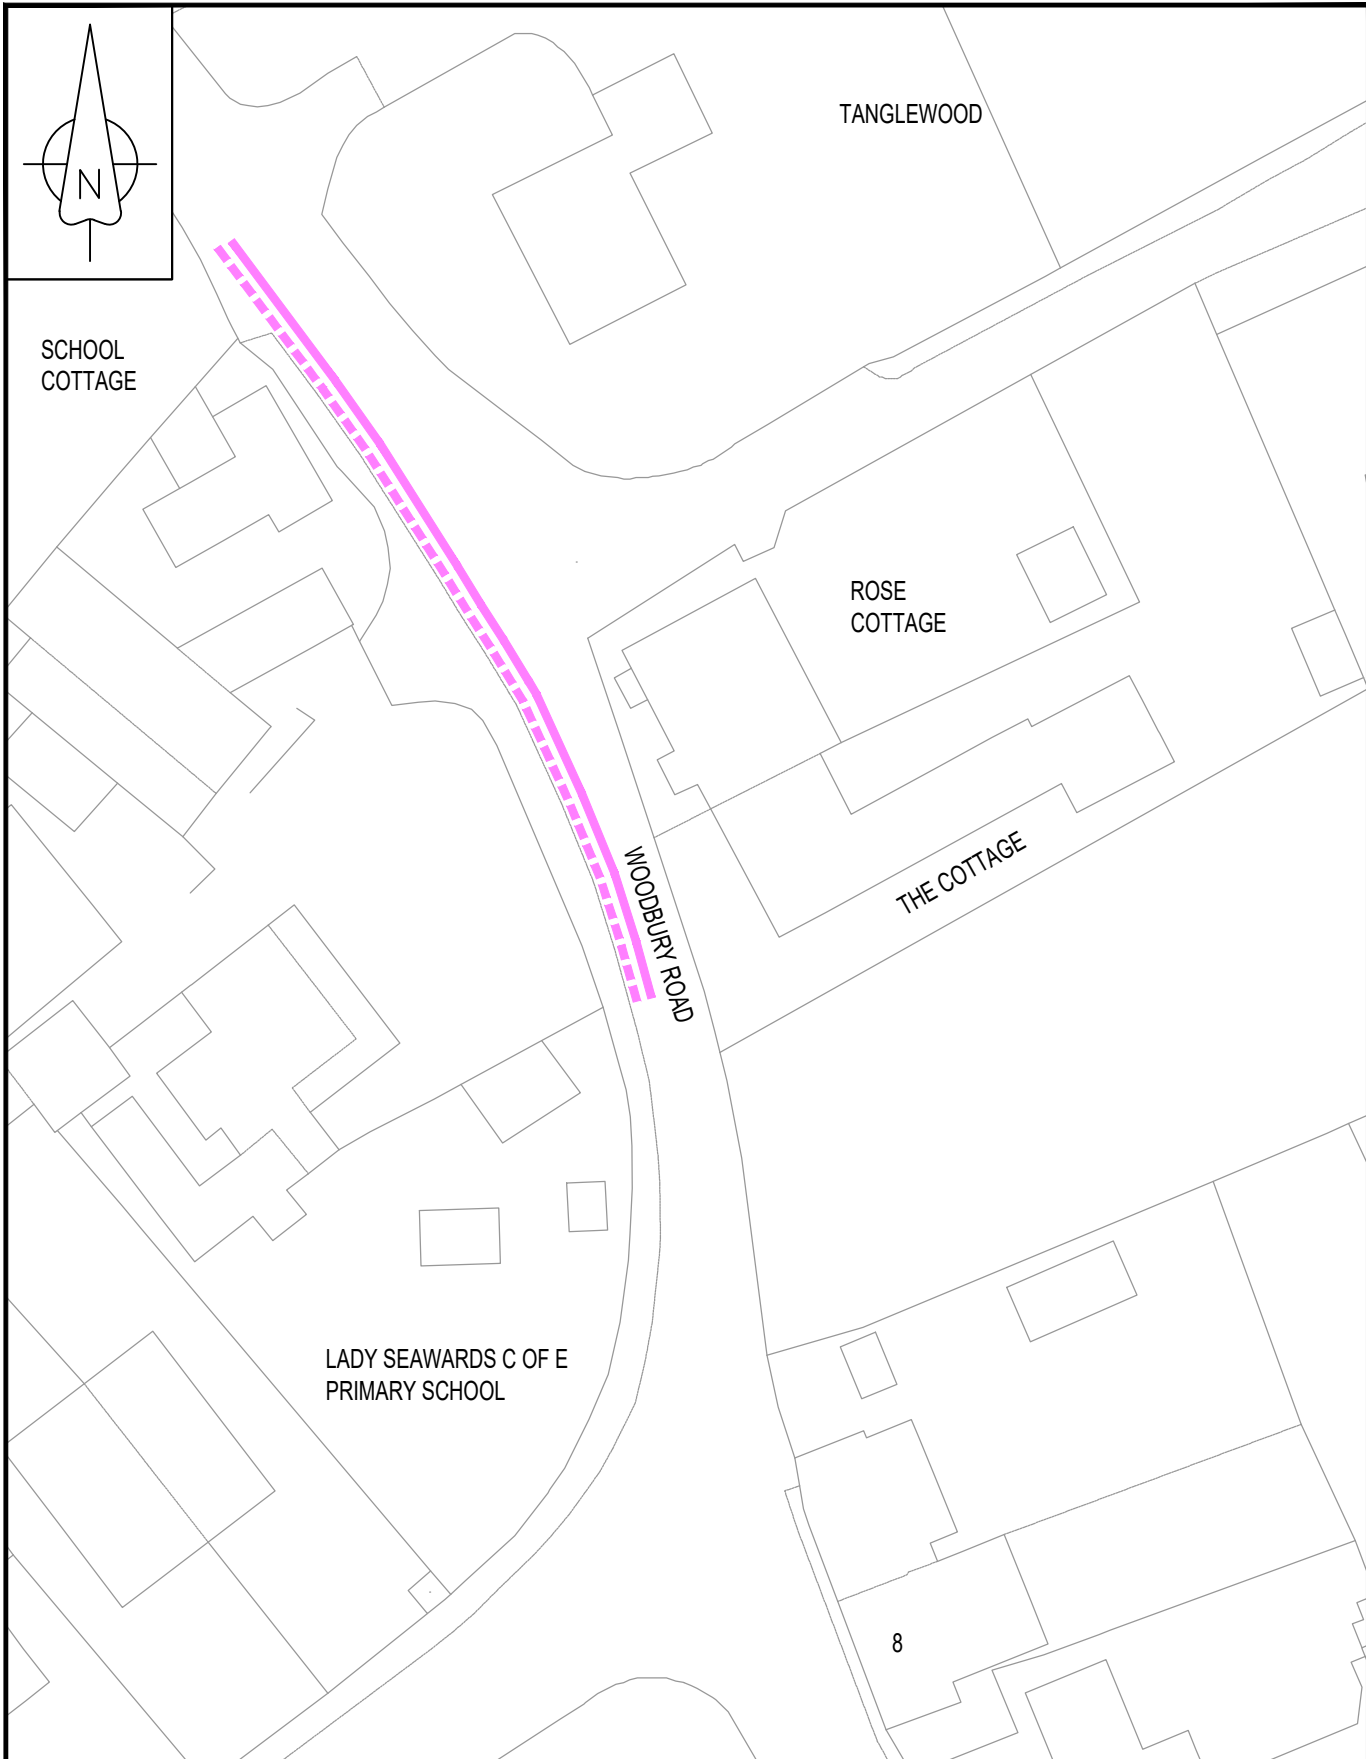 N
TANGLEWOOD
SCHOOL
COTTAGE
ROSE
COTTAGE
THE COTTAGE
WOODBURY ROAD
LADY SEAWARDS C OF E
PRIMARY SCHOOL
8